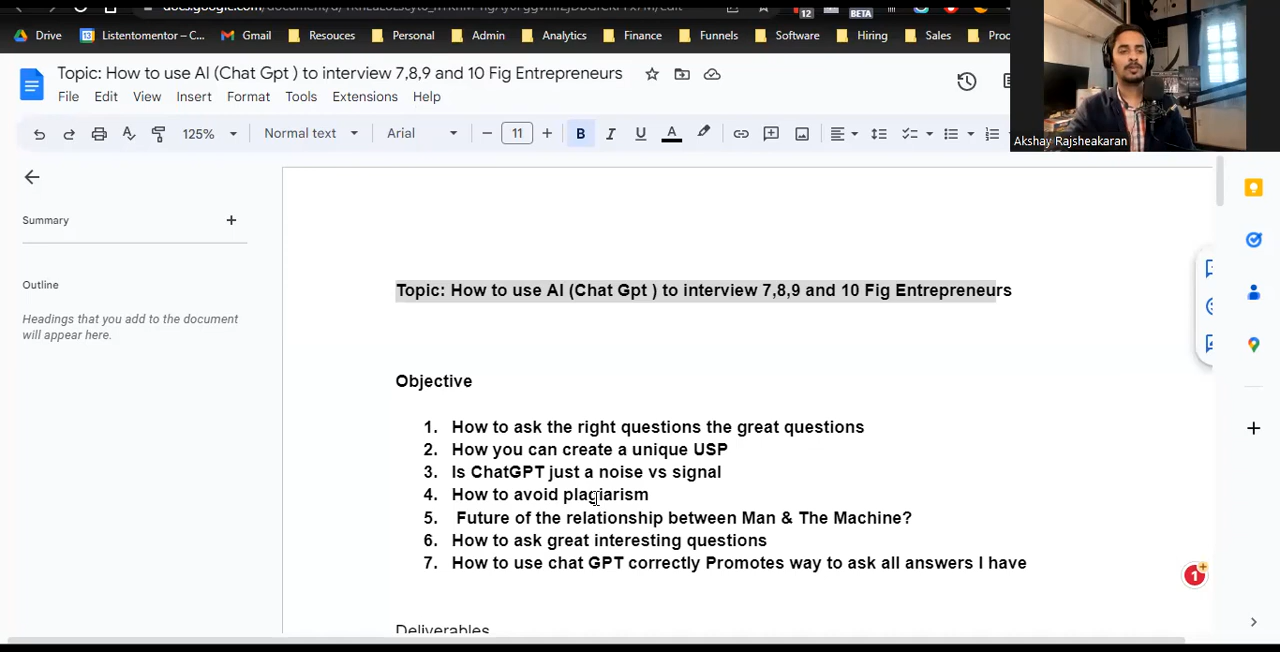 12
BETA
Drive
Listentomentor – C...
Gmail
Resouces
Personal
Admin
Analytics
Finance
Funnels
Software
Hiring
Sales
Topic: How to use AI (Chat Gpt ) to interview 7,8,9 and 10 Fig Entrepreneurs
File Edit View Insert Format Tools Extensions Help
125% Normal text Arial 11 B I U A
Akshay Rajsheakaran
Summary
Outline
Headings that you add to the document
will appear here.
Topic: How to use AI (Chat Gpt ) to interview 7,8,9 and 10 Fig Entrepreneurs
Objective
1. How to ask the right questions the great questions
2. How you can create a unique USP
3. Is ChatGPT just a noise vs signal
4. How to avoid plagiarism
5. Future of the relationship between Man & The Machine?
6. How to ask great interesting questions
7. How to use chat GPT correctly Promotes way to ask all answers I have
1
Deliverables